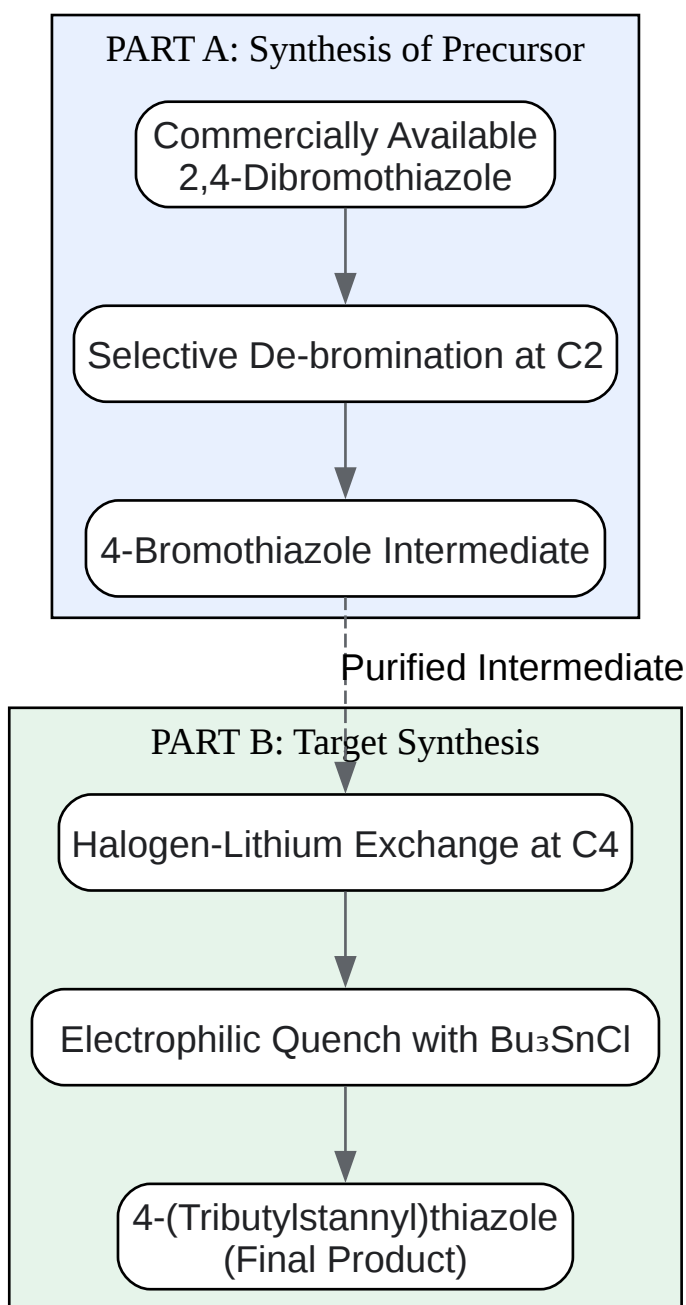 PART A: Synthesis of Precursor
Commercially Available
2,4-Dibromothiazole
Selective De-bromination at C2
4-Bromothiazole Intermediate
Purified Intermediate
PART B: Target Synthesis
Halogen-Lithium Exchange at C4
Electrophilic Quench with Bu₃SnCl
4-(Tributylstannyl)thiazole
(Final Product)